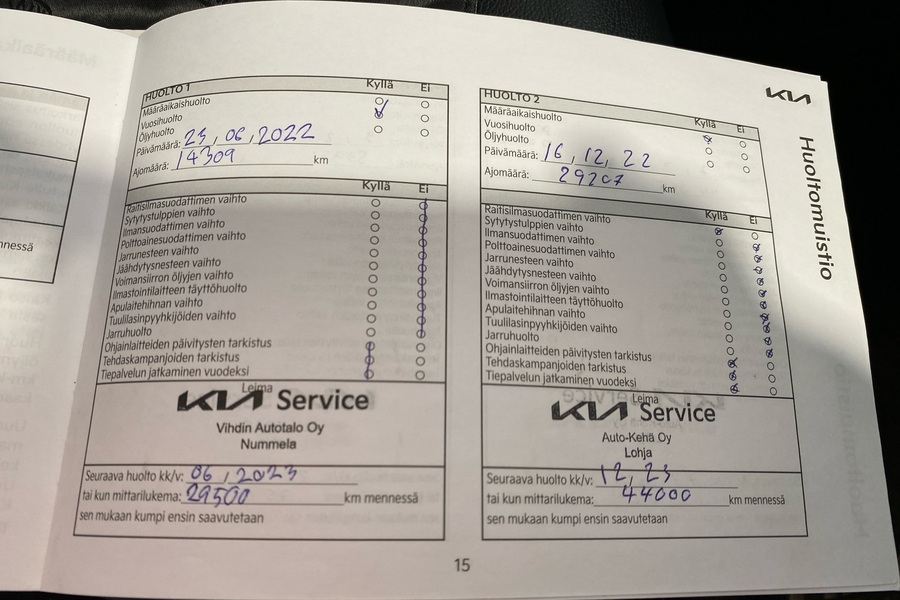 KIA
Huoltomuistio
HUOLTO 1
Kyllä Ei
Määräaikaishuolto
Vuosihuolto
Öljyhuolto
Päivämäärä: 23, 06, 2022
Ajomäärä: 14309 km
Kyllä Ei
Raitisilmasuodattimen vaihto
Sytytystulppien vaihto
Ilmansuodattimen vaihto
Polttoainesuodattimen vaihto
Jarrunesteen vaihto
Jäähdytysnesteen vaihto
Voimansiirron öljyjen vaihto
Ilmastointilaitteen täyttöhuolto
Apulaitehihnan vaihto
Tuulilasinpyyhkijöiden vaihto
Jarruhuolto
Ohjainlaitteiden päivitysten tarkistus
Tehdaskampanjoiden tarkistus
Tiepalvelun jatkaminen vuodeksi
Leima
KIA Service
Vihdin Autotalo Oy
Nummela
Seuraava huolto kk/v: 06, 2023
tai kun mittarilukema: 29500 km mennessä
sen mukaan kumpi ensin saavutetaan
HUOLTO 2
Kyllä Ei
Määräaikaishuolto
Vuosihuolto
Öljyhuolto
Päivämäärä: 16, 12, 22
Ajomäärä: 29207 km
Kyllä Ei
Raitisilmasuodattimen vaihto
Sytytystulppien vaihto
Ilmansuodattimen vaihto
Polttoainesuodattimen vaihto
Jarrunesteen vaihto
Jäähdytysnesteen vaihto
Voimansiirron öljyjen vaihto
Ilmastointilaitteen täyttöhuolto
Apulaitehihnan vaihto
Tuulilasinpyyhkijöiden vaihto
Jarruhuolto
Ohjainlaitteiden päivitysten tarkistus
Tehdaskampanjoiden tarkistus
Tiepalvelun jatkaminen vuodeksi
Leima
KIA Service
Auto-Kehä Oy
Lohja
Seuraava huolto kk/v: 12, 23
tai kun mittarilukema: 44000 km mennessä
sen mukaan kumpi ensin saavutetaan
15
nnessä